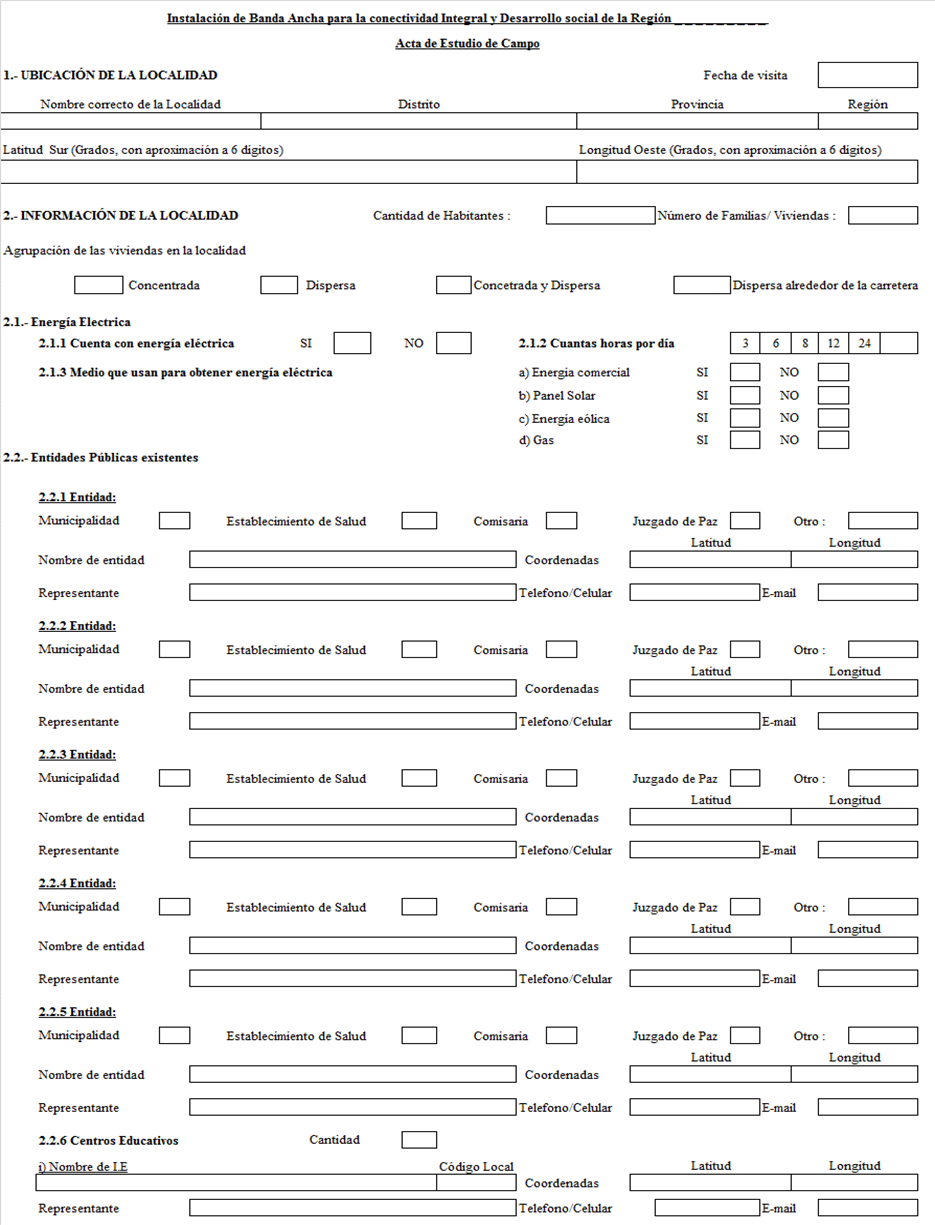 Instalación de Banda Ancha para la conectividad Integral y Desarrollo social de la Región _ _ _ _ _ _ _ _ _
Acta de Estudio de Campo
1.- UBICACIÓN DE LA LOCALIDAD Fecha de visita
Nombre correcto de la Localidad Distrito Provincia Región
Latitud Sur (Grados, con aproximación a 6 digitos) Longitud Oeste (Grados, con aproximación a 6 digitos)
2.- INFORMACIÓN DE LA LOCALIDAD Cantidad de Habitantes : Número de Familias/ Viviendas :
Agrupación de las viviendas en la localidad
Concentrada Dispersa Concetrada y Dispersa Dispersa alrededor de la carretera
2.1.- Energía Electrica
2.1.1 Cuenta con energía eléctrica SI NO 2.1.2 Cuantas horas por día 3 6 8 12 24
2.1.3 Medio que usan para obtener energía eléctrica a) Energia comercial SI NO
b) Panel Solar SI NO
c) Energía eólica SI NO
d) Gas SI NO
2.2.- Entidades Públicas existentes
2.2.1 Entidad:
Municipalidad Establecimiento de Salud Comisaria Juzgado de Paz Otro :
Latitud Longitud
Nombre de entidad Coordenadas
Representante Telefono/Celular E-mail
2.2.2 Entidad:
Municipalidad Establecimiento de Salud Comisaria Juzgado de Paz Otro :
Latitud Longitud
Nombre de entidad Coordenadas
Representante Telefono/Celular E-mail
2.2.3 Entidad:
Municipalidad Establecimiento de Salud Comisaria Juzgado de Paz Otro :
Latitud Longitud
Nombre de entidad Coordenadas
Representante Telefono/Celular E-mail
2.2.4 Entidad:
Municipalidad Establecimiento de Salud Comisaria Juzgado de Paz Otro :
Latitud Longitud
Nombre de entidad Coordenadas
Representante Telefono/Celular E-mail
2.2.5 Entidad:
Municipalidad Establecimiento de Salud Comisaria Juzgado de Paz Otro :
Latitud Longitud
Nombre de entidad Coordenadas
Representante Telefono/Celular E-mail
2.2.6 Centros Educativos Cantidad
i) Nombre de I.E Código Local Latitud Longitud
Coordenadas
Representante Telefono/Celular E-mail